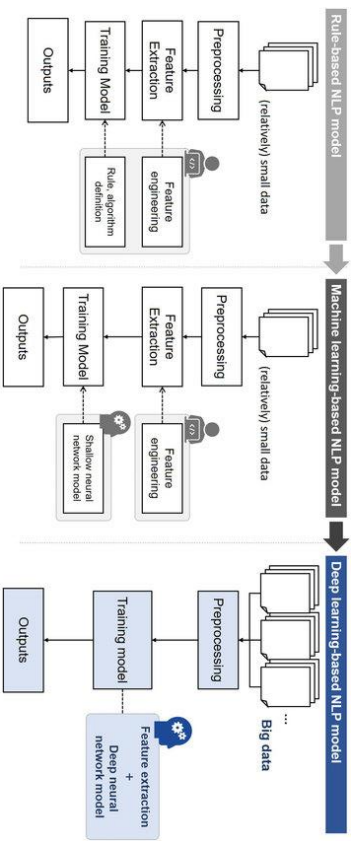 Rule-based NLP model
(relatively) small data
Preprocessing
Feature
Extraction
Feature
engineering
Training Model
Rule, algorithm
definition
Outputs
Machine learning-based NLP model
(relatively) small data
Preprocessing
Feature
Extraction
Feature
engineering
Training Model
Shallow neural
network model
Outputs
Deep learning-based NLP model
...
Big data
Preprocessing
Training model
Feature extraction
+
Deep neural
network model
Outputs